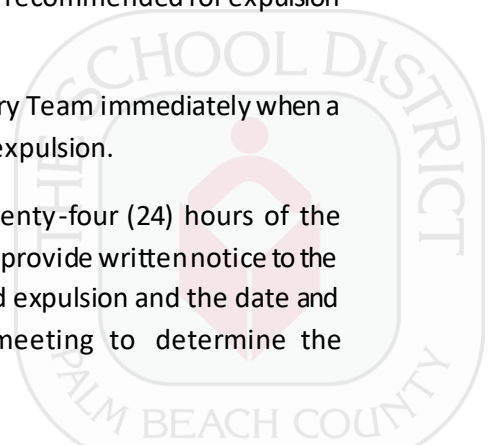 recommended for expulsion
ry Team immediately when a
expulsion.
enty-four (24) hours of the
provide written notice to the
d expulsion and the date and
meeting to determine the
THE SCHOOL DISTRICT
PALM BEACH COUNTY